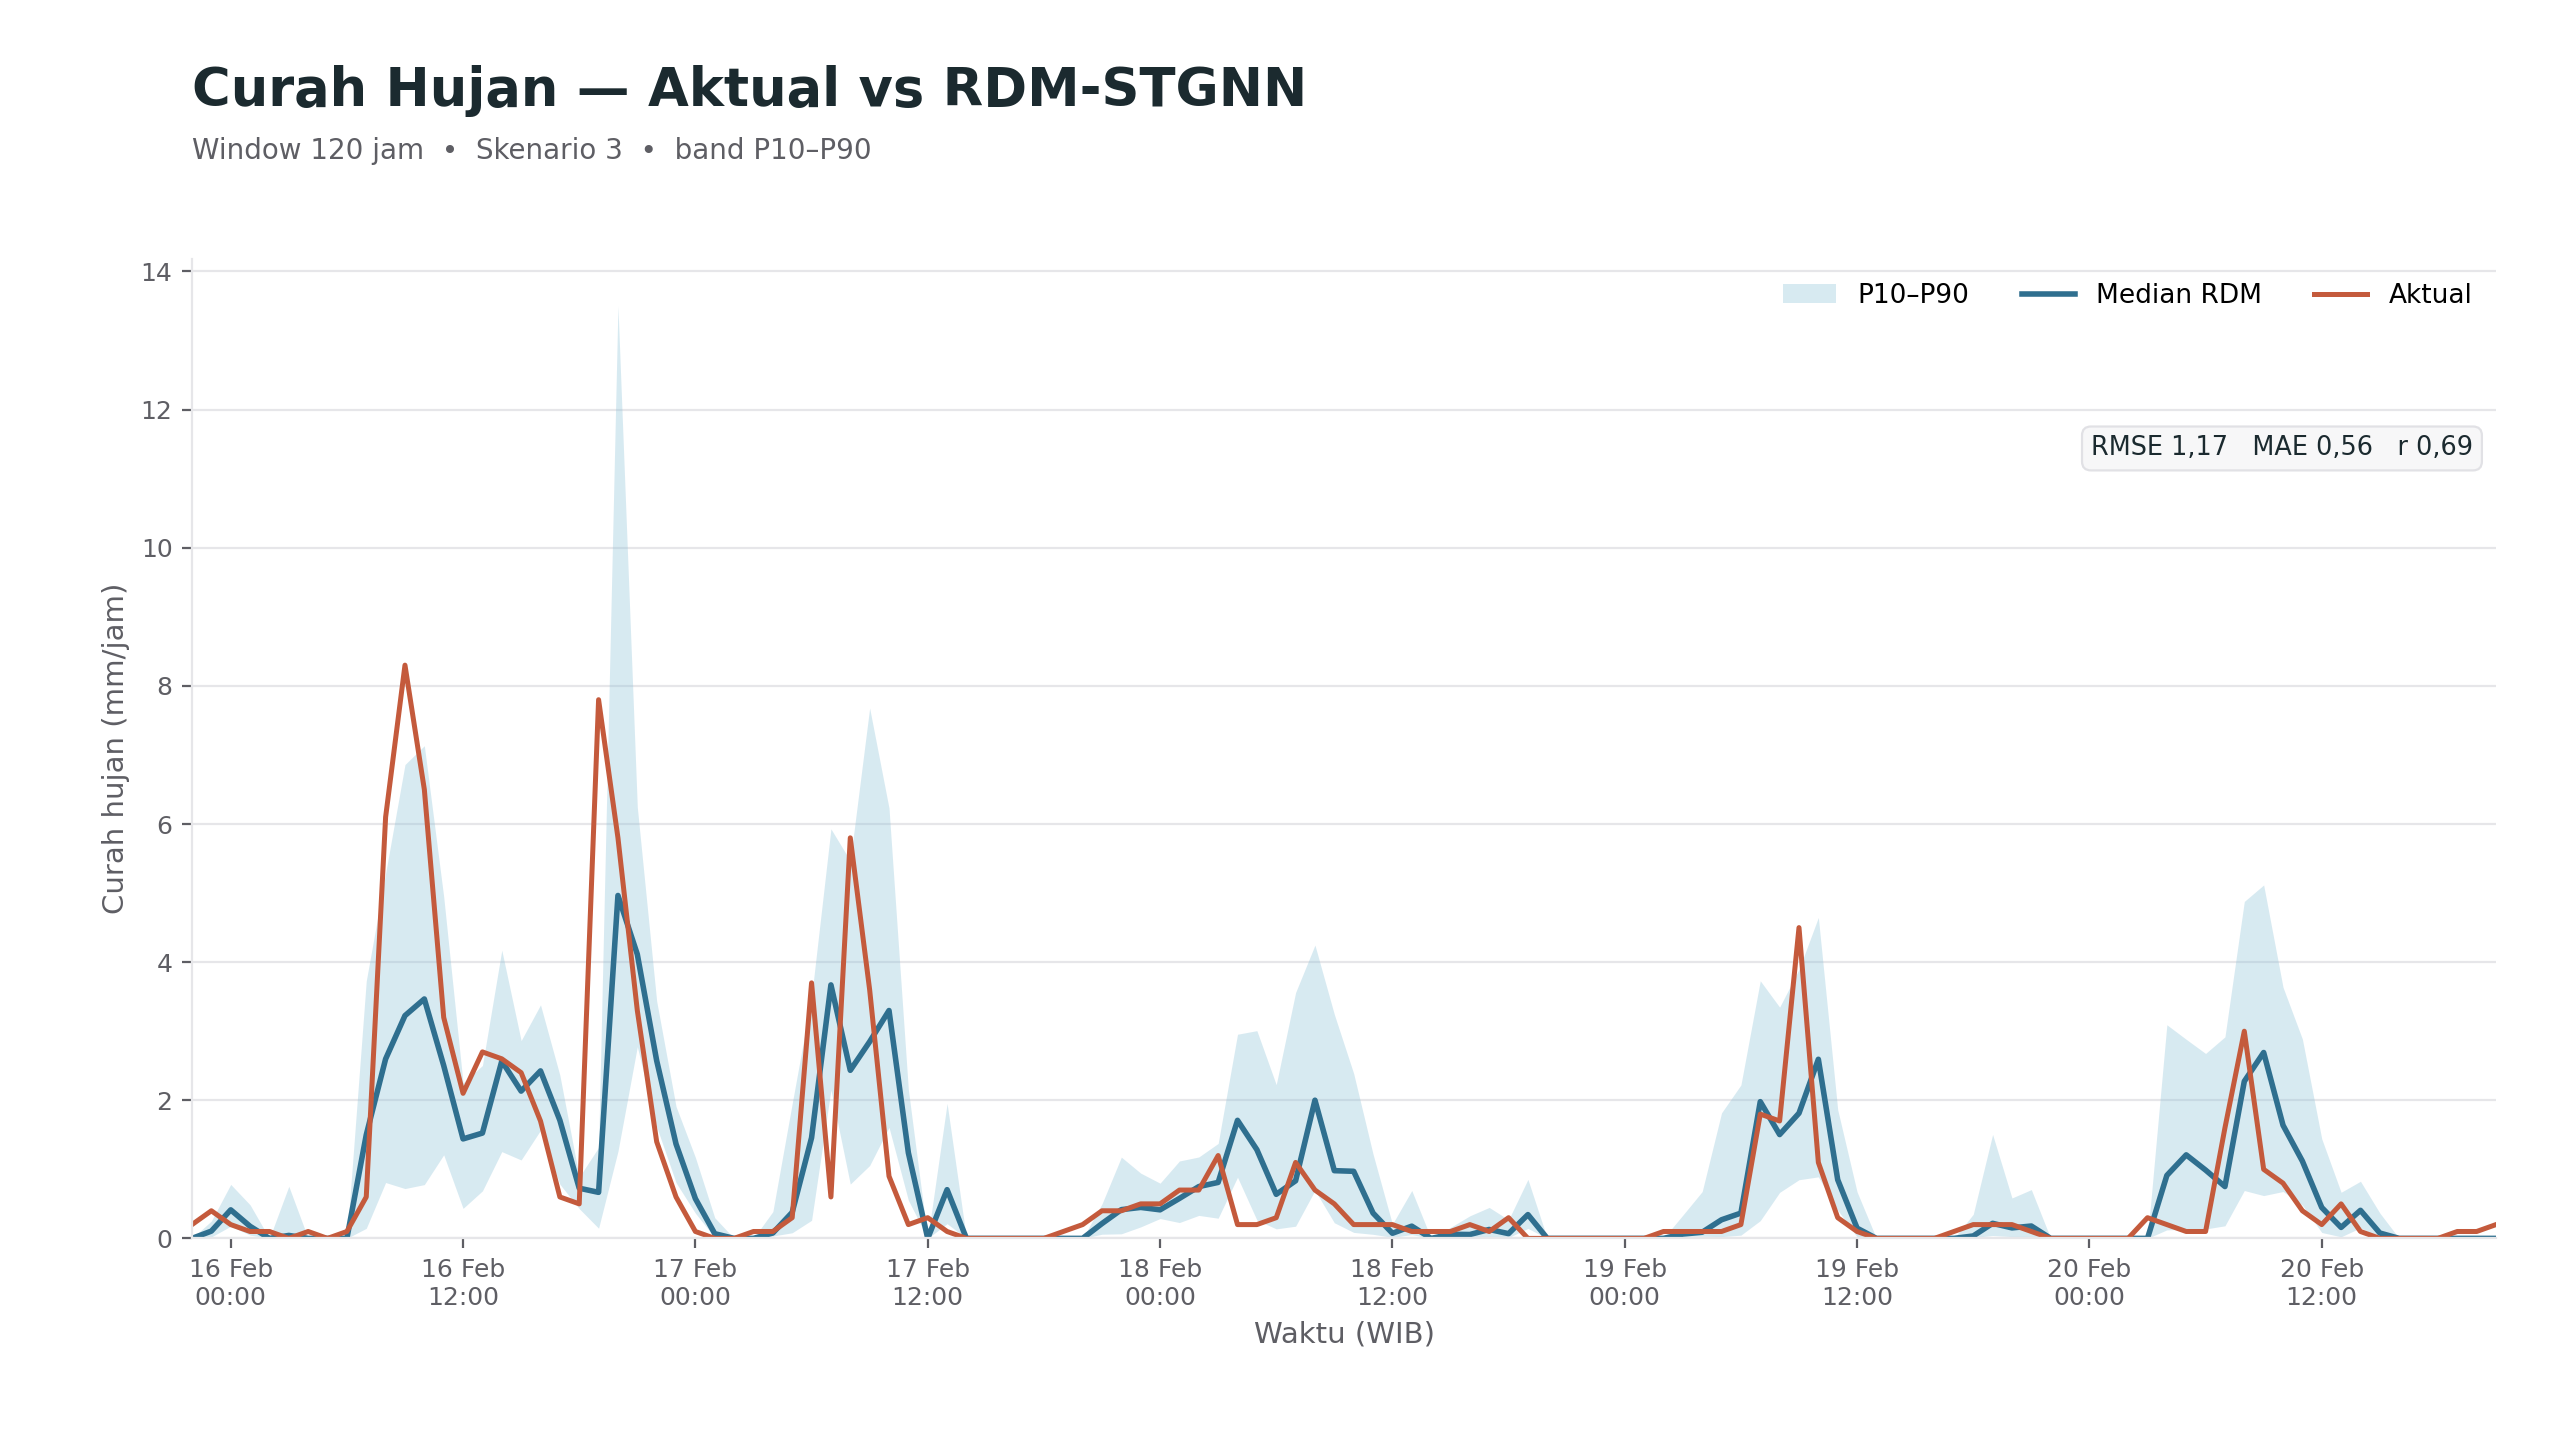 Curah Hujan — Aktual vs RDM-STGNN
Window 120 jam • Skenario 3 • band P10–P90
14
P10–P90 Median RDM Aktual
12
RMSE 1,17 MAE 0,56 r 0,69
10
8
6
4
2
0
Curah hujan (mm/jam)
16 Feb 16 Feb 17 Feb 17 Feb 18 Feb 18 Feb 19 Feb 19 Feb 20 Feb 20 Feb
00:00 12:00 00:00 12:00 00:00 12:00 00:00 12:00 00:00 12:00
Waktu (WIB)